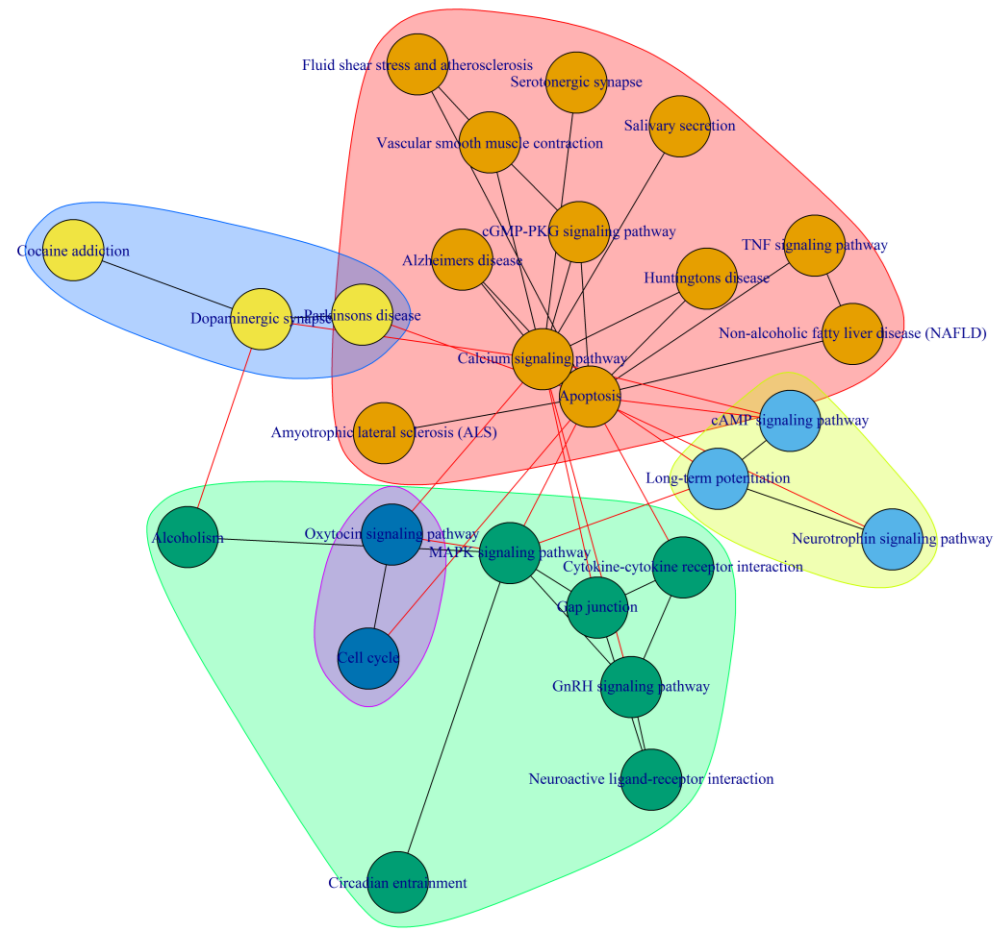 Fluid shear stress and atherosclerosis
Serotonergic synapse
Salivary secretion
Vascular smooth muscle contraction
cGMP-PKG signaling pathway
TNF signaling pathway
Cocaine addiction
Alzheimers disease
Huntingtons disease
Dopaminergic synapse
Parkinsons disease
Non-alcoholic fatty liver disease (NAFLD)
Calcium signaling pathway
Apoptosis
cAMP signaling pathway
Amyotrophic lateral sclerosis (ALS)
Long-term potentiation
Alcoholism
Oxytocin signaling pathway
Neurotrophin signaling pathway
MAPK signaling pathway
Cytokine-cytokine receptor interaction
Gap junction
Cell cycle
GnRH signaling pathway
Neuroactive ligand-receptor interaction
Circadian entrainment